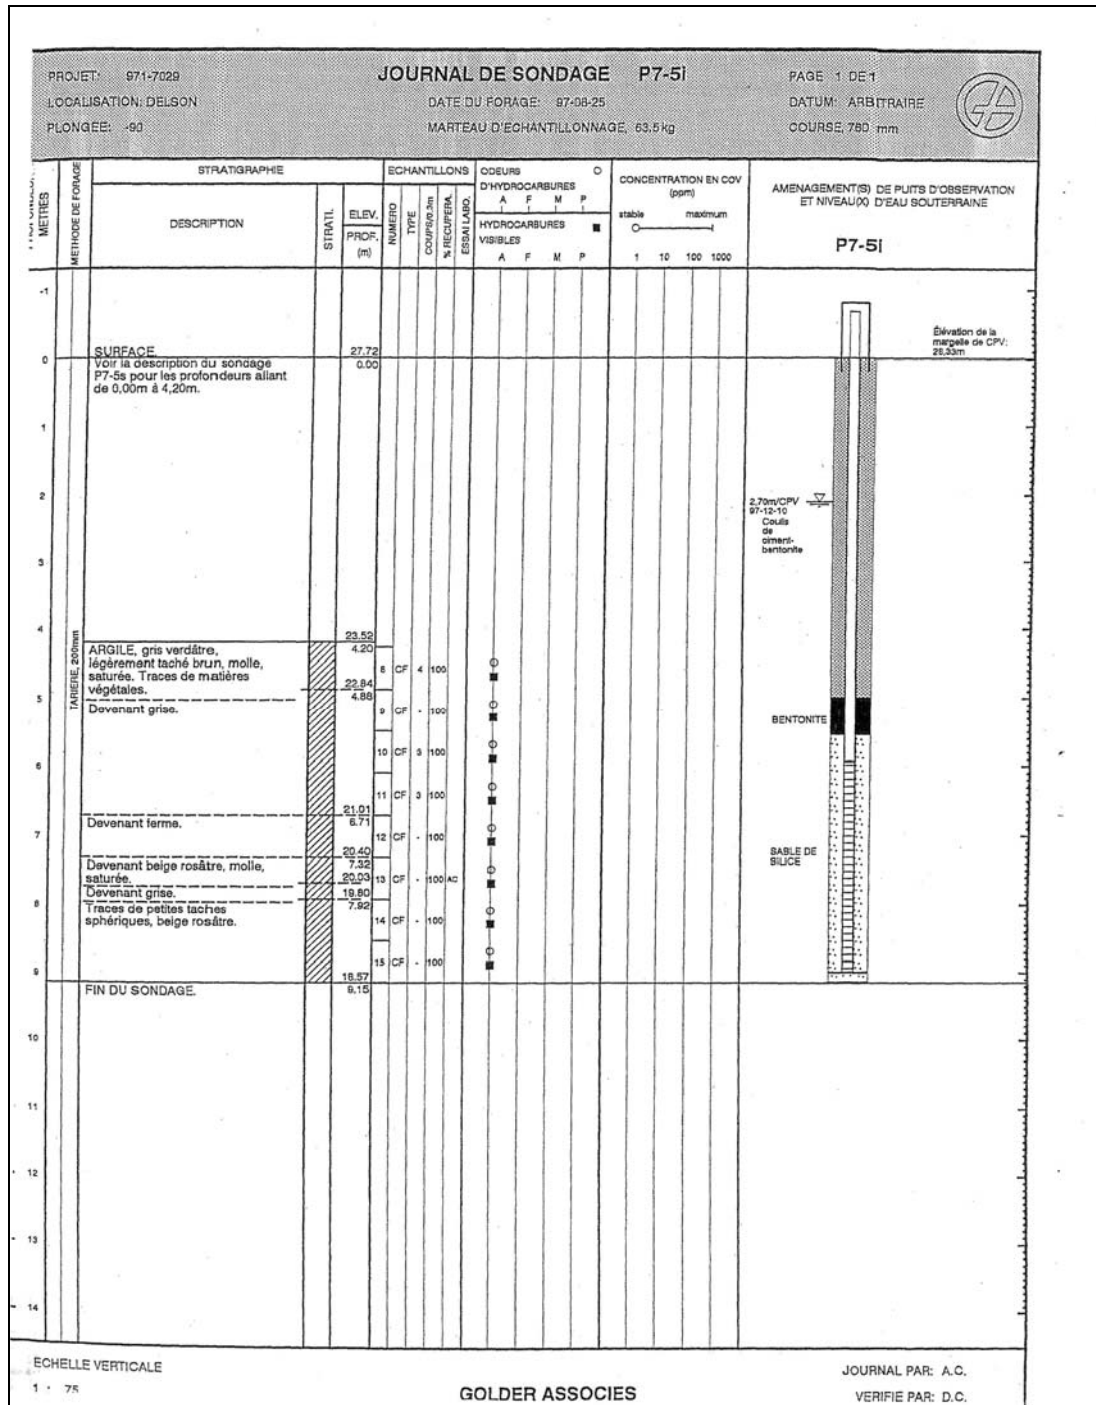 PROJET: 971-7029
LOCALISATION: DELSON
PLONGEE: -90
JOURNAL DE SONDAGE P7-5i
DATE DU FORAGE: 97-08-25
MARTEAU D'ECHANTILLONNAGE, 63.5kg
PAGE 1 DE 1
DATUM: ARBITRAIRE
COURSE, 760 mm
METRES
METHODE DE FORAGE
STRATIGRAPHIE
DESCRIPTION
STRATI.
ELEV.
PROF.
(m)
ECHANTILLONS
NUMERO
TYPE
COUPS/0.3m
% RECUPERA.
ESSAI LABO.
ODEURS
D'HYDROCARBURES
A F M P
HYDROCARBURES
VISIBLES
A F M P
CONCENTRATION EN COV
(ppm)
stable maximum
1 10 100 1000
AMENAGEMENT(S) DE PUITS D'OBSERVATION
ET NIVEAU(X) D'EAU SOUTERRAINE
P7-5i
-1
0
1
2
3
4
5
6
7
8
9
10
11
12
13
14
TARIERE, 200mm
SURFACE. 27.72
Voir la description du sondage 0.00
P7-5s pour les profondeurs allant
de 0,00m à 4,20m.
23.52
ARGILE, gris verdâtre, 4.20
légèrement taché brun, molle,
saturée. Traces de matières
végétales. 22.84
4.88
Devenant grise.
21.01
Devenant ferme. 6.71
20.40
Devenant beige rosâtre, molle, 7.32
saturée. 20.03
Devenant grise. 19.80
Traces de petites taches 7.92
sphériques, beige rosâtre.
18.57
FIN DU SONDAGE. 9.15
8 CF 4 100
9 CF - 100
10 CF 3 100
11 CF 3 100
12 CF - 100
13 CF - 100 AC
14 CF - 100
15 CF - 100
Élévation de la
margelle de CPV:
28,33m
2,70m/CPV
97-12-10
Coulis
de
ciment-
bentonite
BENTONITE
SABLE DE
SILICE
ECHELLE VERTICALE
1 : 75
GOLDER ASSOCIES
JOURNAL PAR: A.C.
VERIFIE PAR: D.C.